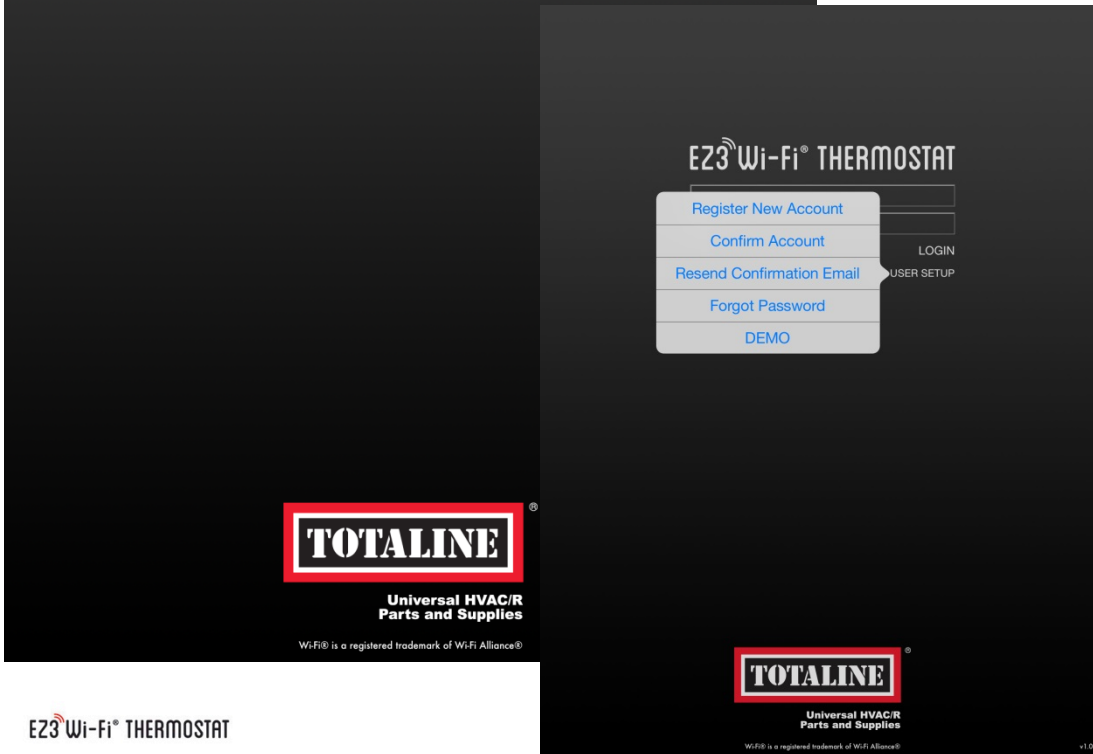 TOTALINE®
Universal HVAC/R
Parts and Supplies
Wi-Fi® is a registered trademark of Wi-Fi Alliance®
EZ3 Wi-Fi® THERMOSTAT
EZ3 Wi-Fi® THERMOSTAT
Register New Account
Confirm Account
Resend Confirmation Email
Forgot Password
DEMO
LOGIN
USER SETUP
TOTALINE®
Universal HVAC/R
Parts and Supplies
Wi-Fi® is a registered trademark of Wi-Fi Alliance®
v1.0